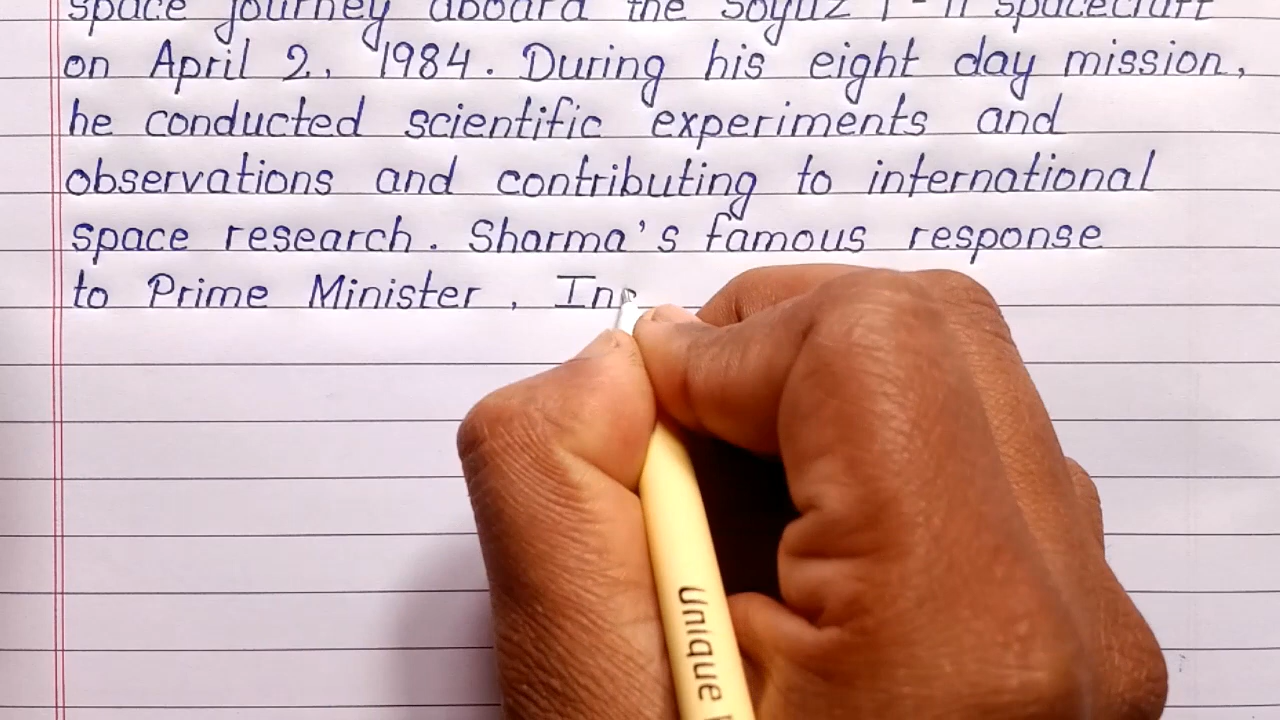 space journey aboard the Soyuz T-11 spacecraft
on April 2, 1984. During his eight day mission,
he conducted scientific experiments and
observations and contributing to international
space research. Sharma's famous response
to Prime Minister, In
Unique